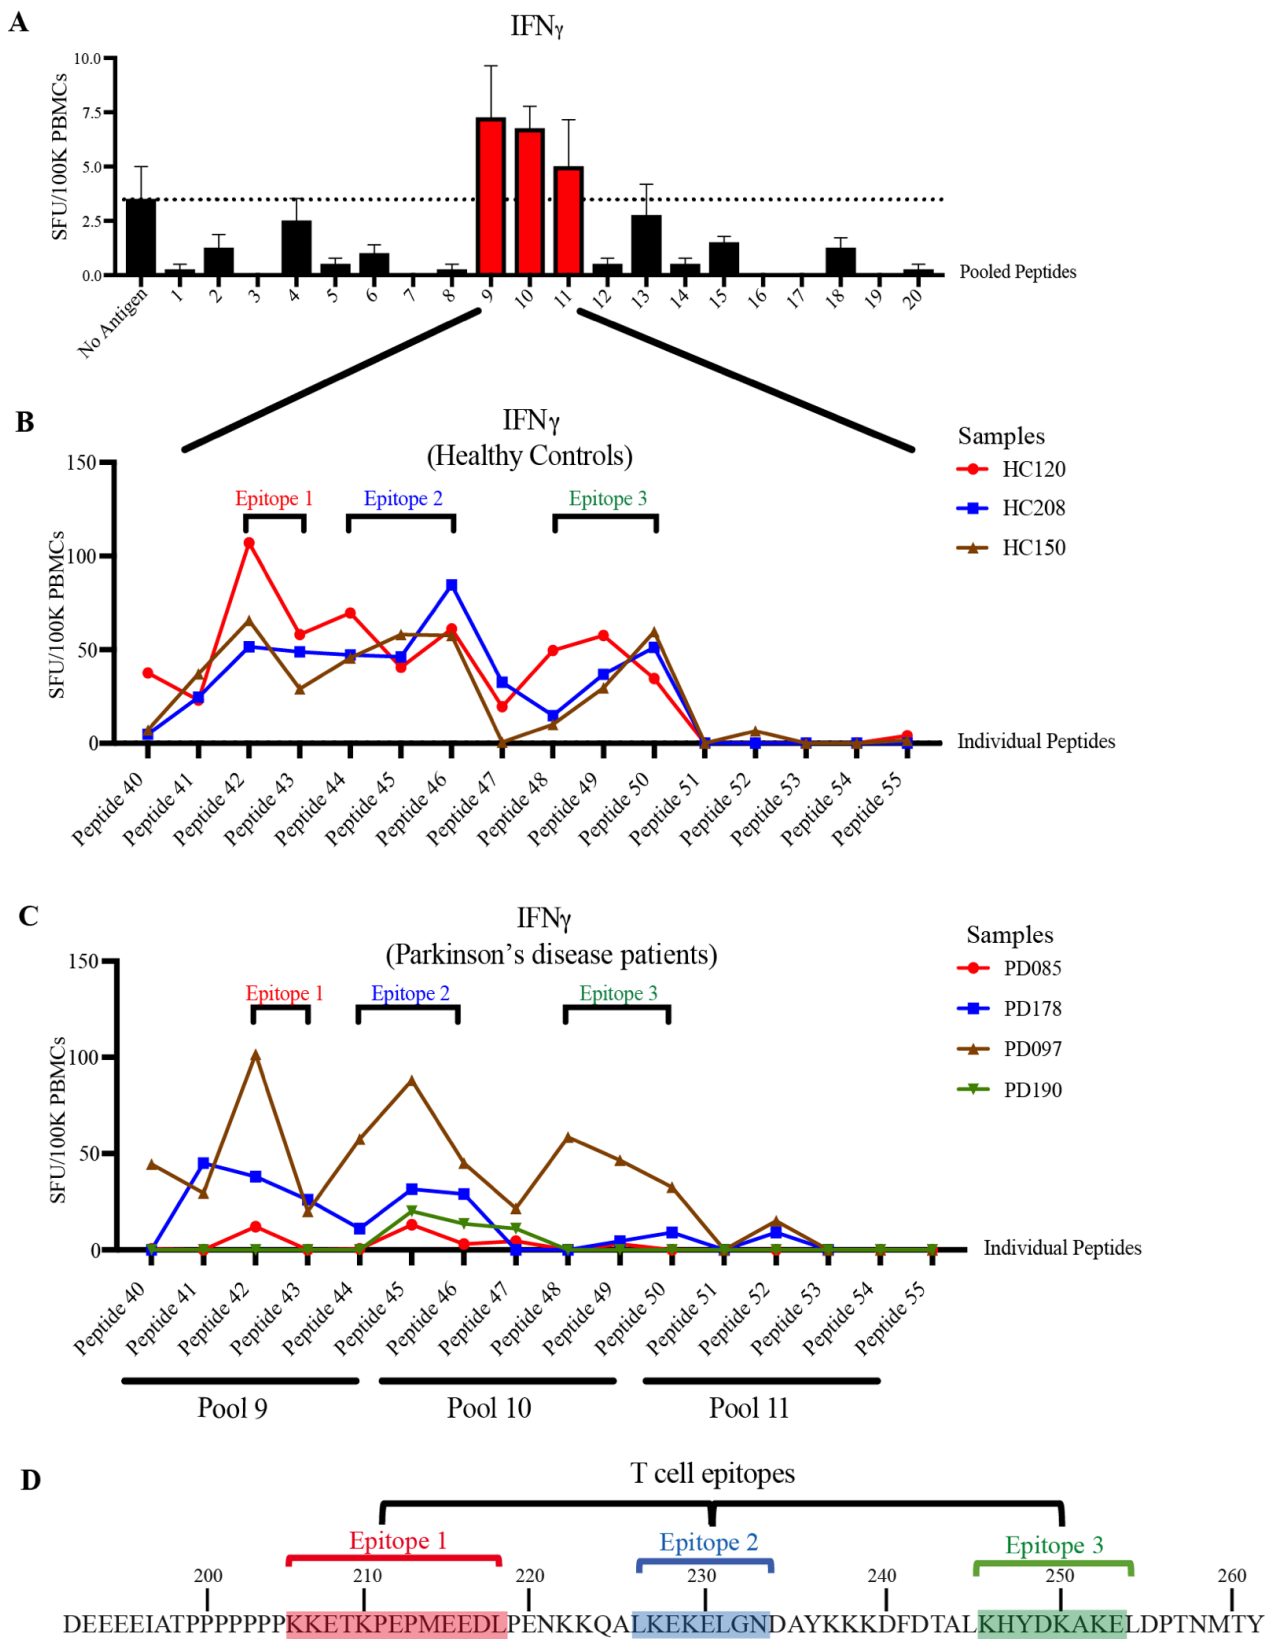 A
IFNγ
SFU/100K PBMCs
10.0
7.5
5.0
2.5
0.0
No Antigen 1 2 3 4 5 6 7 8 9 10 11 12 13 14 15 16 17 18 19 20
Pooled Peptides
B
IFNγ
(Healthy Controls)
Samples
HC120
HC208
HC150
SFU/100K PBMCs
150
100
50
0
Epitope 1 Epitope 2 Epitope 3
Individual Peptides
Peptide 40 Peptide 41 Peptide 42 Peptide 43 Peptide 44 Peptide 45 Peptide 46 Peptide 47 Peptide 48 Peptide 49 Peptide 50 Peptide 51 Peptide 52 Peptide 53 Peptide 54 Peptide 55
C
IFNγ
(Parkinson’s disease patients)
Samples
PD085
PD178
PD097
PD190
SFU/100K PBMCs
150
100
50
0
Epitope 1 Epitope 2 Epitope 3
Individual Peptides
Peptide 40 Peptide 41 Peptide 42 Peptide 43 Peptide 44 Peptide 45 Peptide 46 Peptide 47 Peptide 48 Peptide 49 Peptide 50 Peptide 51 Peptide 52 Peptide 53 Peptide 54 Peptide 55
Pool 9 Pool 10 Pool 11
D
T cell epitopes
Epitope 1 Epitope 2 Epitope 3
200 210 220 230 240 250 260
DEEEEIATPPPPPPPKKETKPEPMEEDLPENKKQALKEKELGNDAYKKKDFDTALKHYDKAKELDPTNMTY